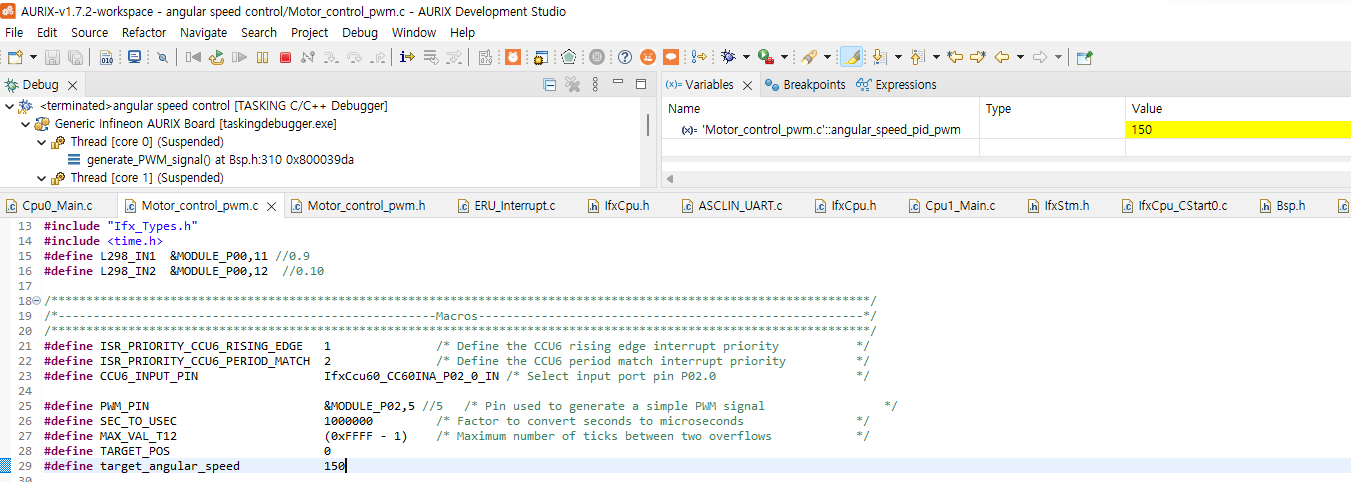 AURIX-v1.7.2-workspace - angular speed control/Motor_control_pwm.c - AURIX Development Studio
File Edit Source Refactor Navigate Search Project Debug Window Help
Debug
<terminated>angular speed control [TASKING C/C++ Debugger]
Generic Infineon AURIX Board [taskingdebugger.exe]
Thread [core 0] (Suspended)
generate_PWM_signal() at Bsp.h:310 0x800039da
Thread [core 1] (Suspended)
(x)= Variables Breakpoints Expressions
Name Type Value
(x)= 'Motor_control_pwm.c'::angular_speed_pid_pwm 150
Cpu0_Main.c Motor_control_pwm.c Motor_control_pwm.h ERU_Interrupt.c IfxCpu.h ASCLIN_UART.c IfxCpu.h Cpu1_Main.c IfxStm.h IfxCpu_CStart0.c Bsp.h
13 #include "Ifx_Types.h"
14 #include <time.h>
15 #define L298_IN1 &MODULE_P00,11 //0.9
16 #define L298_IN2 &MODULE_P00,12 //0.10
17
18 /*********************************************************************************************************************/
19 /*------------------------------------------------------Macros-------------------------------------------------------*/
20 /*********************************************************************************************************************/
21 #define ISR_PRIORITY_CCU6_RISING_EDGE 1 /* Define the CCU6 rising edge interrupt priority */
22 #define ISR_PRIORITY_CCU6_PERIOD_MATCH 2 /* Define the CCU6 period match interrupt priority */
23 #define CCU6_INPUT_PIN IfxCcu60_CC60INA_P02_0_IN /* Select input port pin P02.0 */
24
25 #define PWM_PIN &MODULE_P02,5 //5 /* Pin used to generate a simple PWM signal */
26 #define SEC_TO_USEC 1000000 /* Factor to convert seconds to microseconds */
27 #define MAX_VAL_T12 (0xFFFF - 1) /* Maximum number of ticks between two overflows */
28 #define TARGET_POS 0
29 #define target_angular_speed 150
30